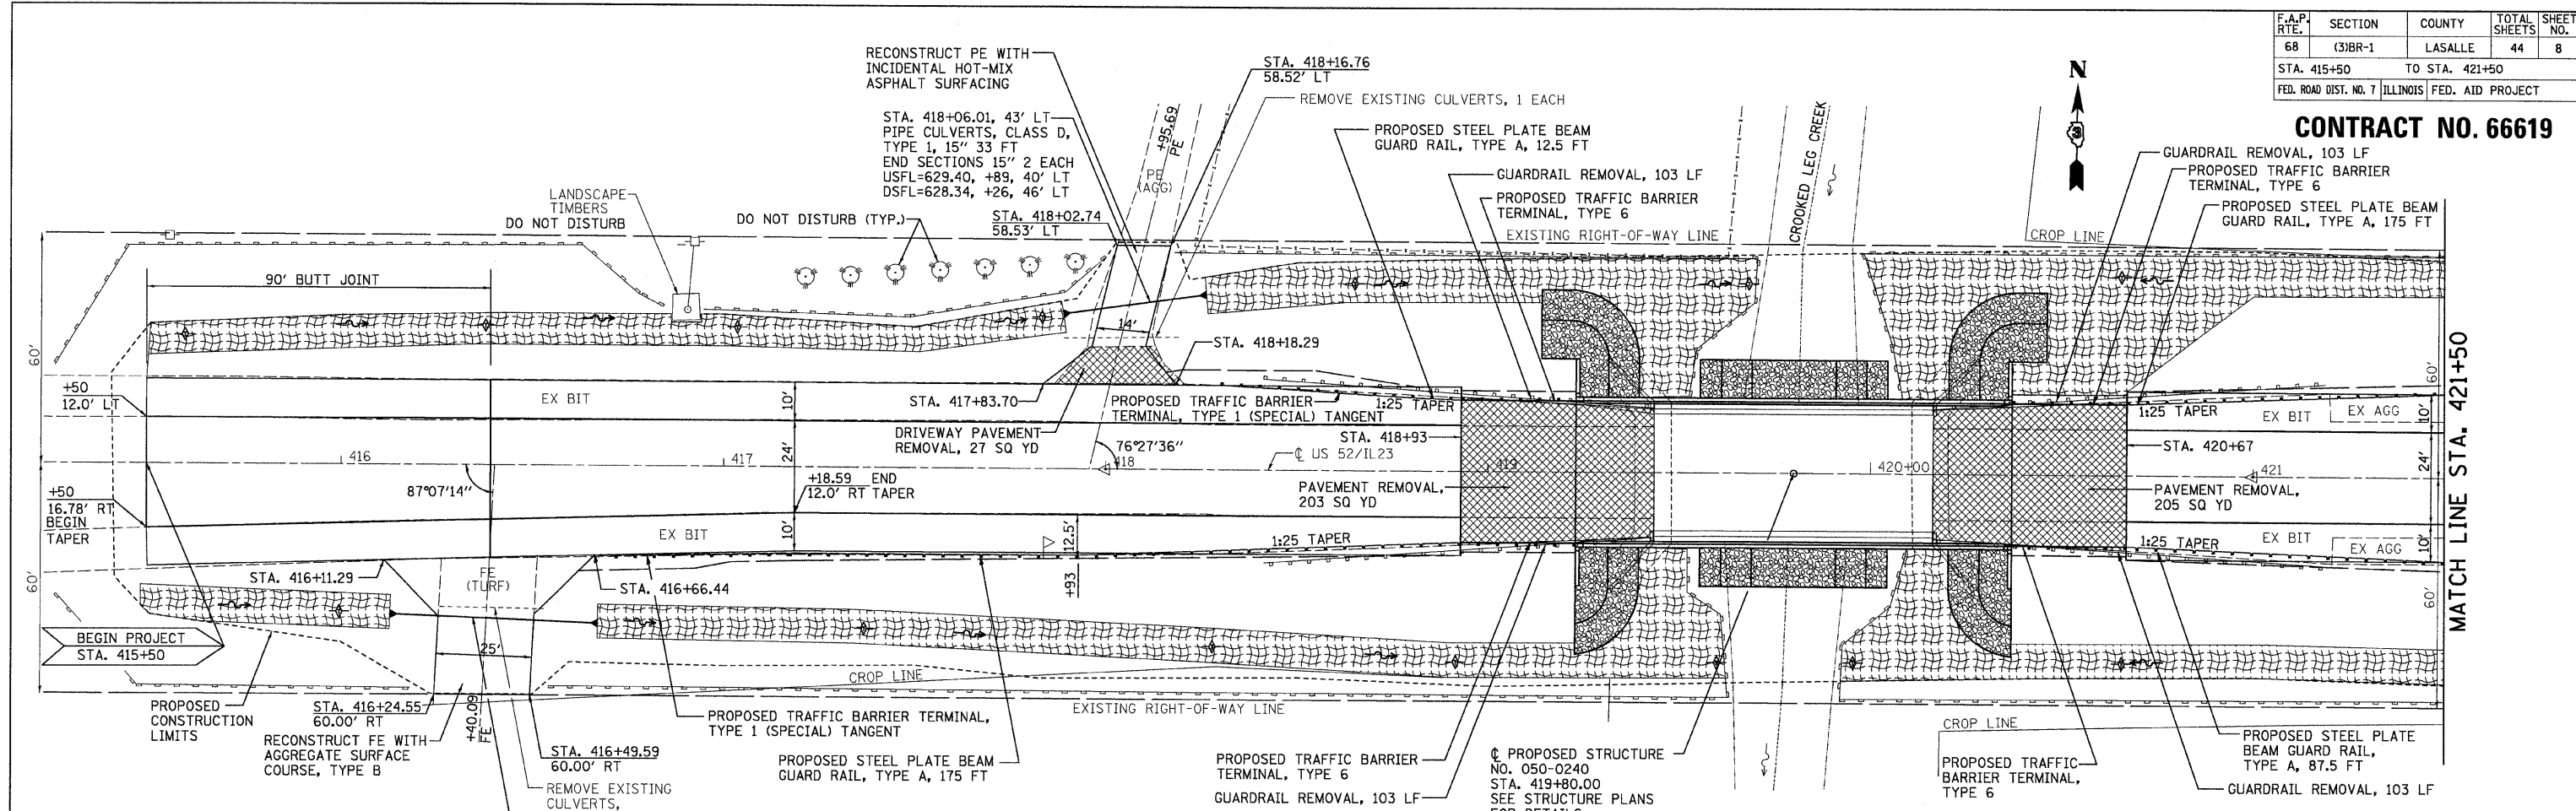 F.A.P. RTE. SECTION COUNTY TOTAL SHEETS SHEET NO.
68 (3)BR-1 LASALLE 44 8
STA. 415+50 TO STA. 421+50
FED. ROAD DIST. NO. 7 ILLINOIS FED. AID PROJECT
CONTRACT NO. 66619
N
3
RECONSTRUCT PE WITH
INCIDENTAL HOT-MIX
ASPHALT SURFACING
STA. 418+06.01, 43' LT
PIPE CULVERTS, CLASS D,
TYPE 1, 15" 33 FT
END SECTIONS 15" 2 EACH
USFL=629.40, +89, 40' LT
DSFL=628.34, +26, 46' LT
STA. 418+16.76
58.52' LT
REMOVE EXISTING CULVERTS, 1 EACH
+95.69
PE
PE
(AGG)
PROPOSED STEEL PLATE BEAM
GUARD RAIL, TYPE A, 12.5 FT
GUARDRAIL REMOVAL, 103 LF
PROPOSED TRAFFIC BARRIER
TERMINAL, TYPE 6
CROOKED LEG CREEK
GUARDRAIL REMOVAL, 103 LF
PROPOSED TRAFFIC BARRIER
TERMINAL, TYPE 6
PROPOSED STEEL PLATE BEAM
GUARD RAIL, TYPE A, 175 FT
LANDSCAPE
TIMBERS
DO NOT DISTURB
DO NOT DISTURB (TYP.)
STA. 418+02.74
58.53' LT
EXISTING RIGHT-OF-WAY LINE
CROP LINE
90' BUTT JOINT
60'
14'
STA. 418+18.29
60'
+50
12.0' LT
EX BIT
10'
STA. 417+83.70
PROPOSED TRAFFIC BARRIER
TERMINAL, TYPE 1 (SPECIAL) TANGENT
1:25 TAPER
1:25 TAPER
EX BIT
EX AGG
10'
DRIVEWAY PAVEMENT
REMOVAL, 27 SQ YD
76°27'36"
STA. 418+93
℄ US 52/IL23
STA. 420+67
24'
24'
416
417
418
419
420+00
421
87°07'14"
+18.59 END
12.0' RT TAPER
PAVEMENT REMOVAL,
203 SQ YD
PAVEMENT REMOVAL,
205 SQ YD
+50
16.78' RT
BEGIN
TAPER
EX BIT
10'
12.5'
+93
1:25 TAPER
1:25 TAPER
EX BIT
EX AGG
10'
MATCH LINE STA. 421+50
60'
60'
STA. 416+11.29
FE
(TURF)
STA. 416+66.44
BEGIN PROJECT
STA. 415+50
25'
CROP LINE
EXISTING RIGHT-OF-WAY LINE
CROP LINE
PROPOSED
CONSTRUCTION
LIMITS
STA. 416+24.55
60.00' RT
RECONSTRUCT FE WITH
AGGREGATE SURFACE
COURSE, TYPE B
+40.09
FE
STA. 416+49.59
60.00' RT
REMOVE EXISTING
CULVERTS,
PROPOSED TRAFFIC BARRIER TERMINAL,
TYPE 1 (SPECIAL) TANGENT
PROPOSED STEEL PLATE BEAM
GUARD RAIL, TYPE A, 175 FT
PROPOSED TRAFFIC BARRIER
TERMINAL, TYPE 6
GUARDRAIL REMOVAL, 103 LF
℄ PROPOSED STRUCTURE
NO. 050-0240
STA. 419+80.00
SEE STRUCTURE PLANS
FOR DETAILS
PROPOSED TRAFFIC
BARRIER TERMINAL,
TYPE 6
PROPOSED STEEL PLATE
BEAM GUARD RAIL,
TYPE A, 87.5 FT
GUARDRAIL REMOVAL, 103 LF